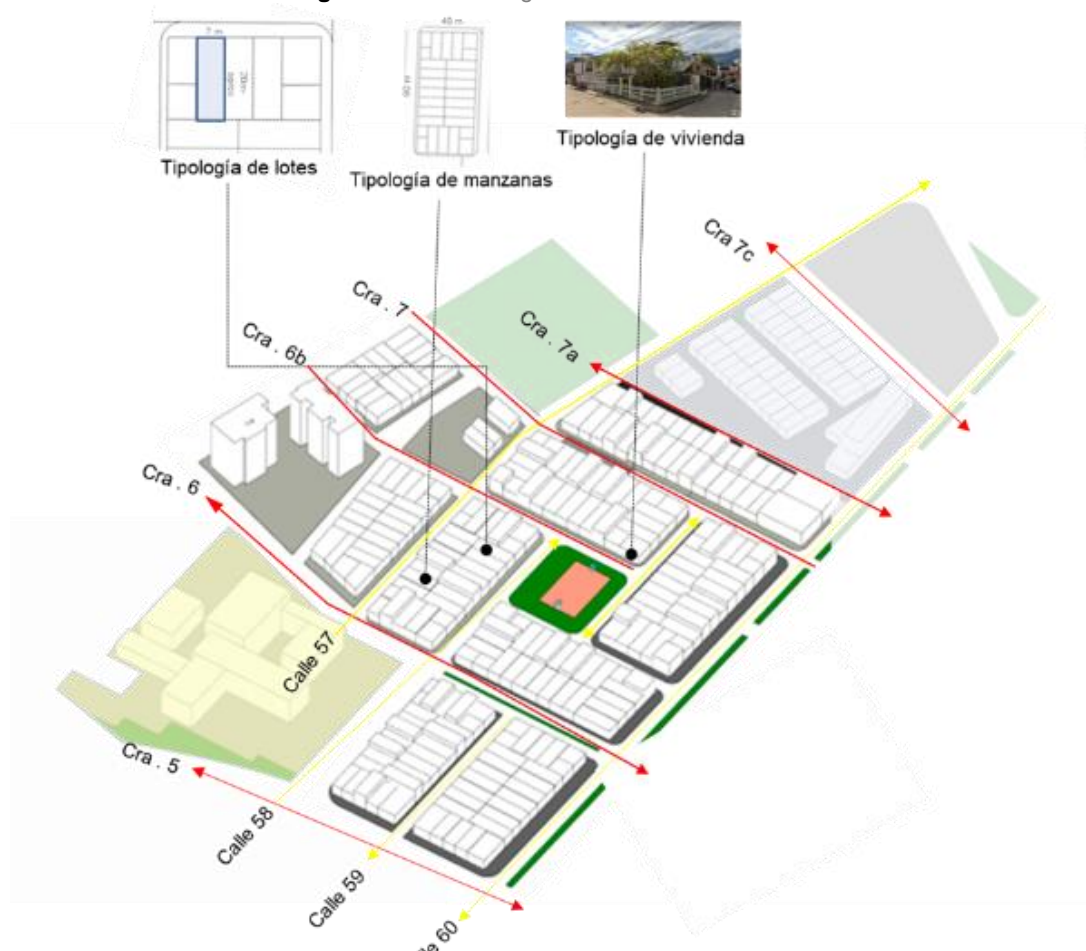 7 m
40 m.
Tipología de lotes
Tipología de manzanas
Tipología de vivienda
Cra 7c
Cra . 7
Cra . 7a
Cra . 6b
Cra . 6
Calle 57
Cra . 5
Calle 58
Calle 59